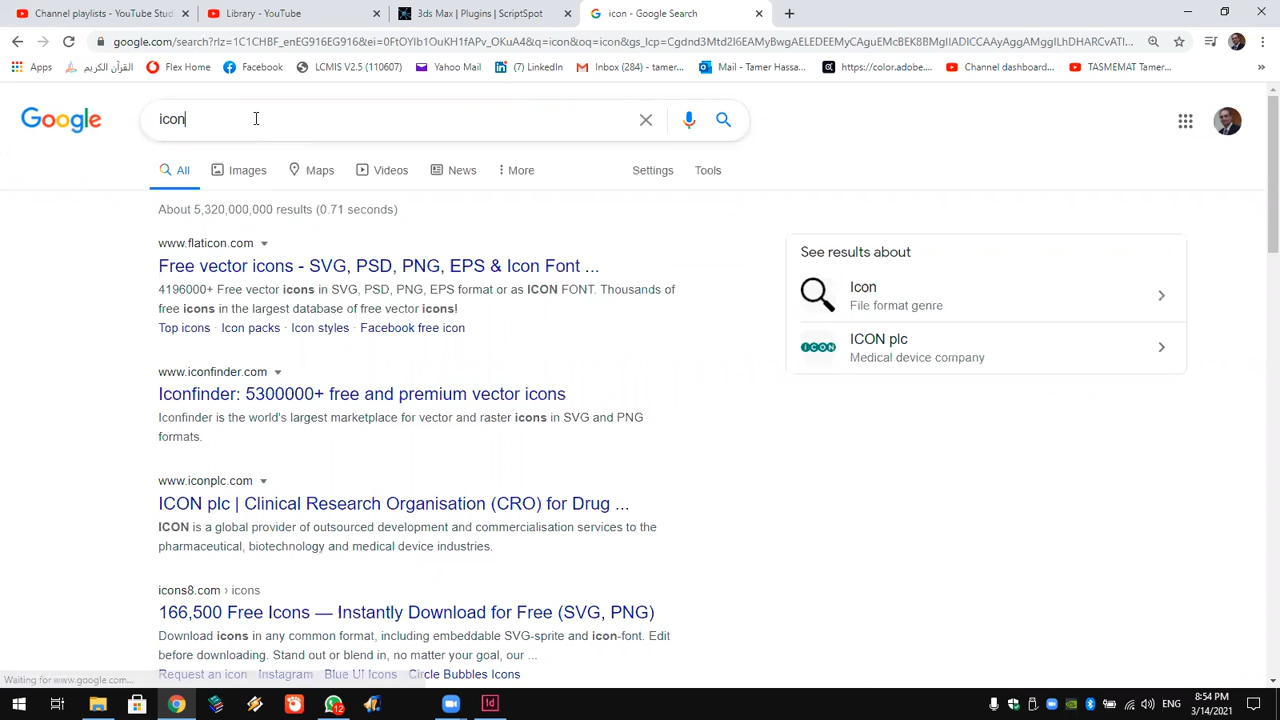 Channel playlists - YouTube Stud
Library - YouTube
3ds Max | Plugins | ScriptSpot
icon - Google Search
google.com/search?rlz=1C1CHBF_enEG916EG916&ei=
Apps
القرآن الكريم
Flex Home
Facebook
LCMIS V2.5 (110607)
Yahoo Mail
(7) LinkedIn
Inbox (284) - tamer...
Mail - Tamer Hassa...
https://color.adobe....
Channel dashboard...
TASMEMAT Tamer...
Google
icon
All
Images
Maps
Videos
News
More
Settings
Tools
About 5,320,000,000 results (0.71 seconds)
www.flaticon.com
Free vector icons - SVG, PSD, PNG, EPS & Icon Font ...
4196000+ Free vector icons in SVG, PSD, PNG, EPS format or as ICON FONT. Thousands of
free icons in the largest database of free vector icons!
Top icons · Icon packs · Icon styles · Facebook free icon
www.iconfinder.com
Iconfinder: 5300000+ free and premium vector icons
Iconfinder is the world's largest marketplace for vector and raster icons in SVG and PNG
formats.
www.iconplc.com
ICON plc | Clinical Research Organisation (CRO) for Drug ...
ICON is a global provider of outsourced development and commercialisation services to the
pharmaceutical, biotechnology and medical device industries.
icons8.com › icons
166,500 Free Icons — Instantly Download for Free (SVG, PNG)
Download icons in any common format, including embeddable SVG-sprite and icon-font. Edit
before downloading. Stand out or blend in, no matter your goal, our ...
Request an icon · Instagram · Blue UI Icons · Circle Bubbles Icons
See results about
Icon
File format genre
ICON
ICON plc
Medical device company
Waiting for www.google.com...
12
Id
ENG
8:54 PM
3/14/2021